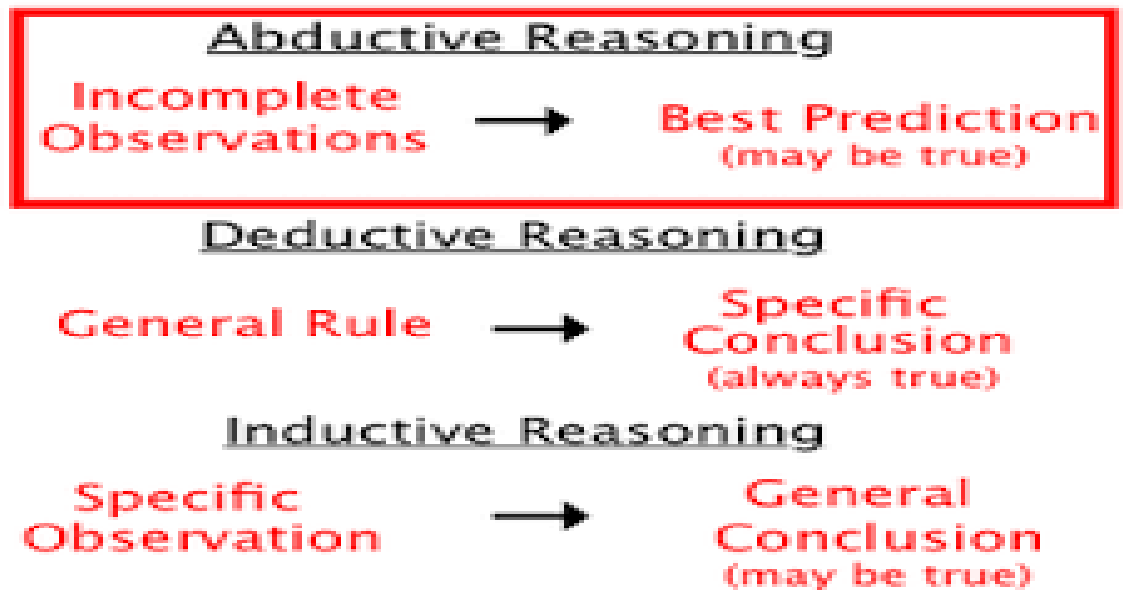 Abductive Reasoning
Incomplete
Observations
Best Prediction
(may be true)
Deductive Reasoning
General Rule
Specific
Conclusion
(always true)
Inductive Reasoning
Specific
Observation
General
Conclusion
(may be true)